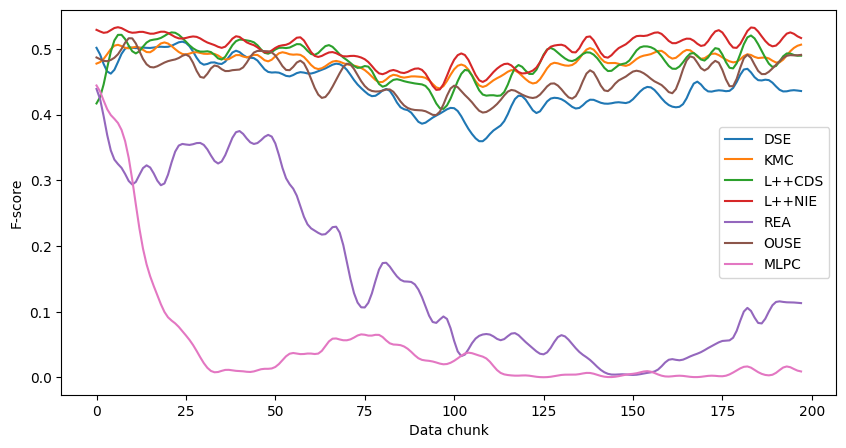 0.5
0.4
0.3
0.2
0.1
0.0
F-score
0
25
50
75
100
125
150
175
200
Data chunk
DSE
KMC
L++CDS
L++NIE
REA
OUSE
MLPC